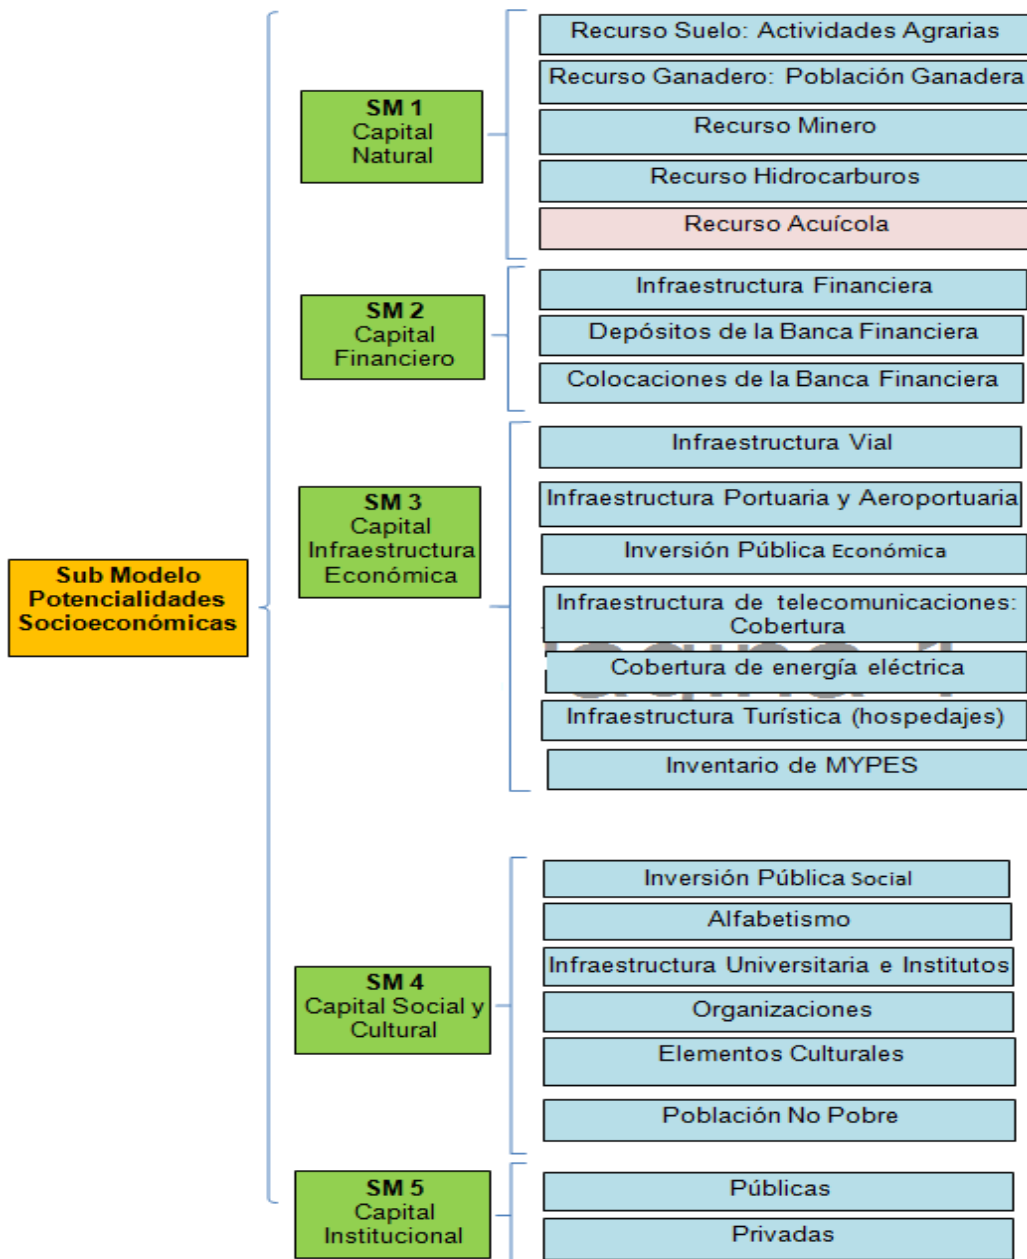 Sub Modelo
Potencialidades
Socioeconómicas
SM 1
Capital
Natural
Recurso Suelo: Actividades Agrarias
Recurso Ganadero: Población Ganadera
Recurso Minero
Recurso Hidrocarburos
Recurso Acuícola
SM 2
Capital
Financiero
Infraestructura Financiera
Depósitos de la Banca Financiera
Colocaciones de la Banca Financiera
SM 3
Capital
Infraestructura
Económica
Infraestructura Vial
Infraestructura Portuaria y Aeroportuaria
Inversión Pública Económica
Infraestructura de telecomunicaciones:
Cobertura
Cobertura de energía eléctrica
Infraestructura Turística (hospedajes)
Inventario de MYPES
SM 4
Capital Social y
Cultural
Inversión Pública Social
Alfabetismo
Infraestructura Universitaria e Institutos
Organizaciones
Elementos Culturales
Población No Pobre
SM 5
Capital
Institucional
Públicas
Privadas